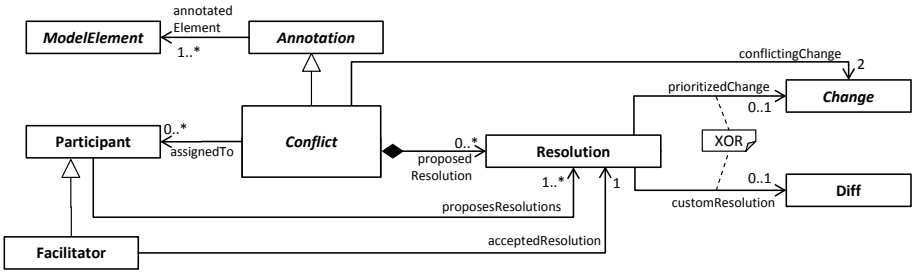 annotated
Element
ModelElement
Annotation
1..*
conflictingChange
2
prioritizedChange
Change
0..1
0..*
Participant
Conflict
assignedTo
0..*
proposed
Resolution
Resolution
XOR
1..*
1
0..1
customResolution
Diff
proposesResolutions
acceptedResolution
Facilitator